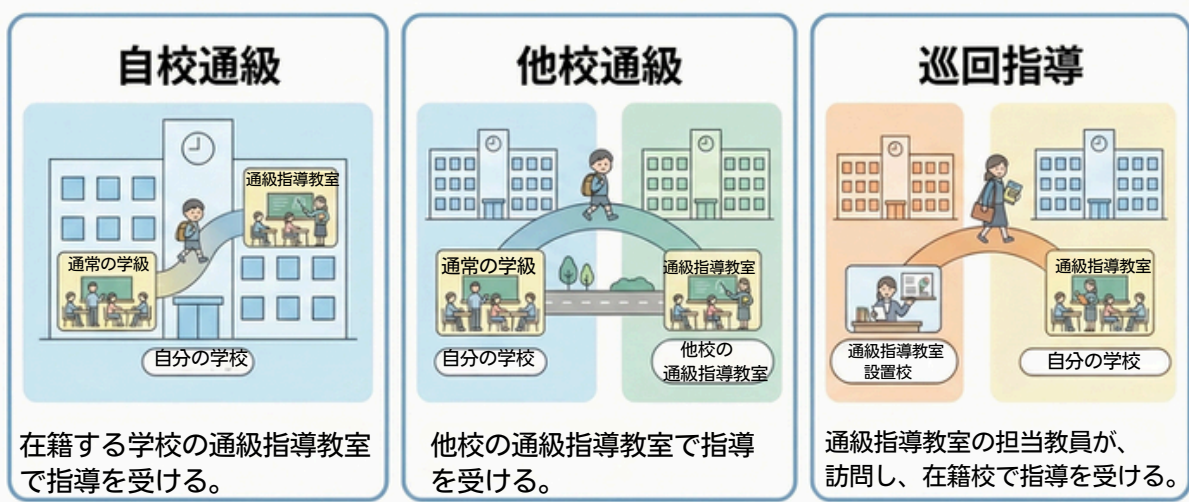 自校通級
通級指導教室
通常の学級
自分の学校
在籍する学校の通級指導教室
で指導を受ける。
他校通級
通常の学級
通級指導教室
自分の学校
他校の
通級指導教室
他校の通級指導教室で指導
を受ける。
巡回指導
通級指導教室
通級指導教室
設置校
自分の学校
通級指導教室の担当教員が、
訪問し、在籍校で指導を受ける。